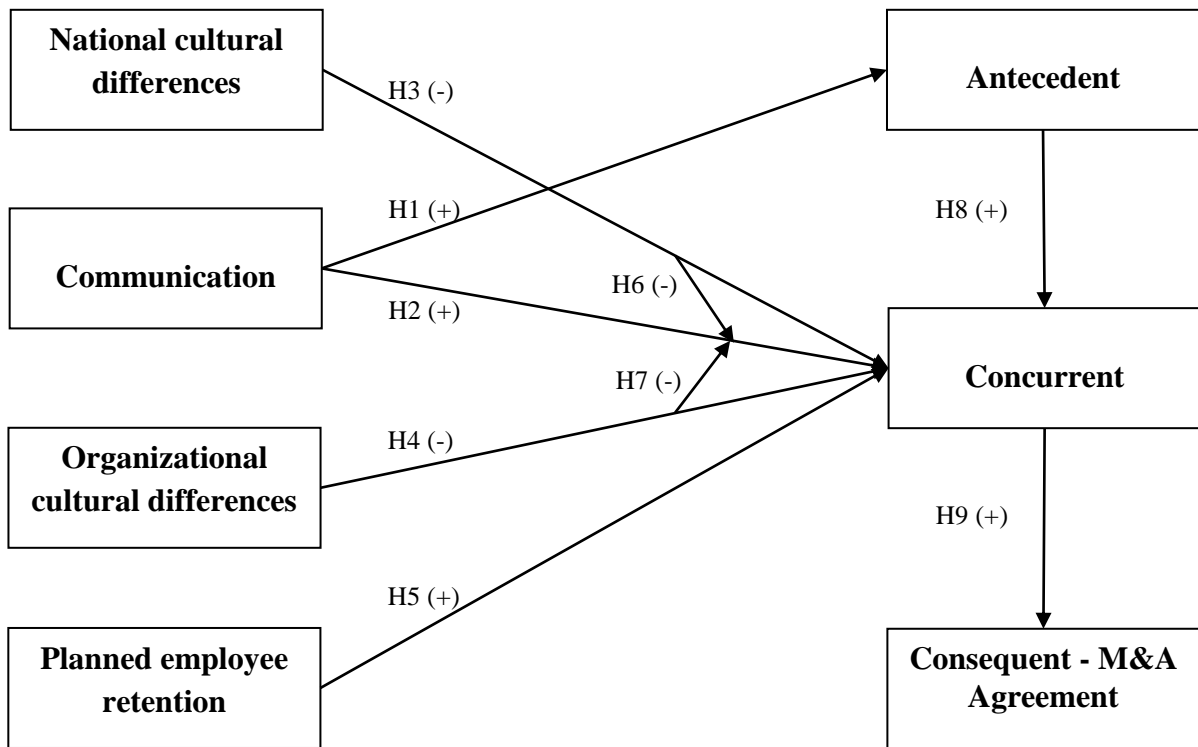 National cultural
differences
Antecedent
H3 (-)
H1 (+)
H8 (+)
Communication
H6 (-)
H2 (+)
H7 (-)
Concurrent
H4 (-)
Organizational
cultural differences
H9 (+)
H5 (+)
Planned employee
retention
Consequent - M&A
Agreement